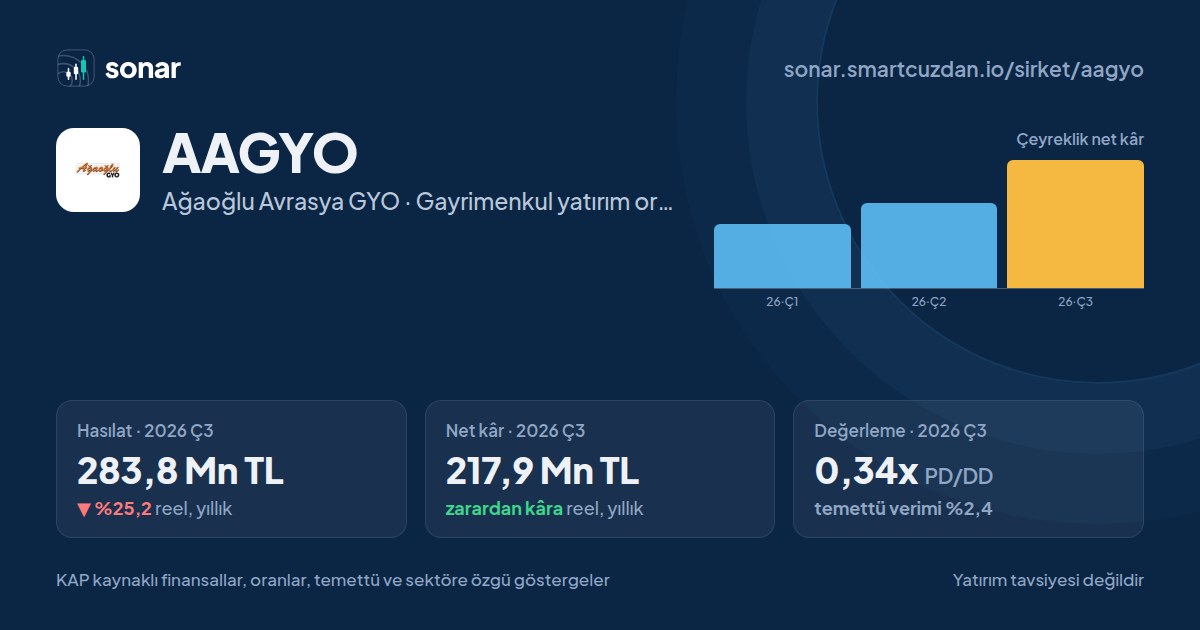 sonar
sonar.smartcuzdan.io/sirket/aagyo
Ağaoğlu
GYO
AAGYO
Ağaoğlu Avrasya GYO · Gayrimenkul yatırım or...
Çeyreklik net kâr
26·Ç1
26·Ç2
26·Ç3
Hasılat · 2026 Ç3
283,8 Mn TL
▼ %25,2 reel, yıllık
Net kâr · 2026 Ç3
217,9 Mn TL
zarardan kâra reel, yıllık
Değerleme · 2026 Ç3
0,34x PD/DD
temettü verimi %2,4
KAP kaynaklı finansallar, oranlar, temettü ve sektöre özgü göstergeler
Yatırım tavsiyesi değildir